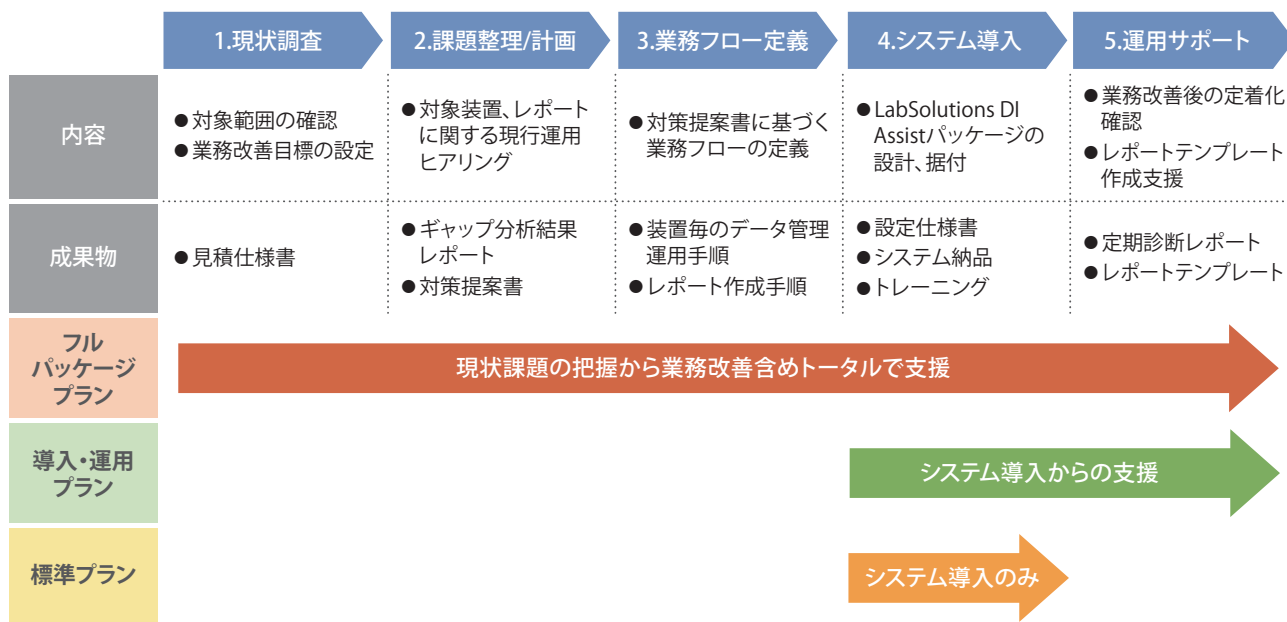 1.現状調査
2.課題整理/計画
3.業務フロー定義
4.システム導入
5.運用サポート
内容
●対象範囲の確認
●業務改善目標の設定
●対象装置、レポート
に関する現行運用
ヒアリング
●対策提案書に基づく
業務フローの定義
●LabSolutions DI
Assistパッケージの
設計、据付
●業務改善後の定着化
確認
●レポートテンプレート
作成支援
成果物
●見積仕様書
●ギャップ分析結果
レポート
●対策提案書
●装置毎のデータ管理
運用手順
●レポート作成手順
●設定仕様書
●システム納品
●トレーニング
●定期診断レポート
●レポートテンプレート
フル
パッケージ
プラン
現状課題の把握から業務改善含めトータルで支援
導入・運用
プラン
システム導入からの支援
標準プラン
システム導入のみ